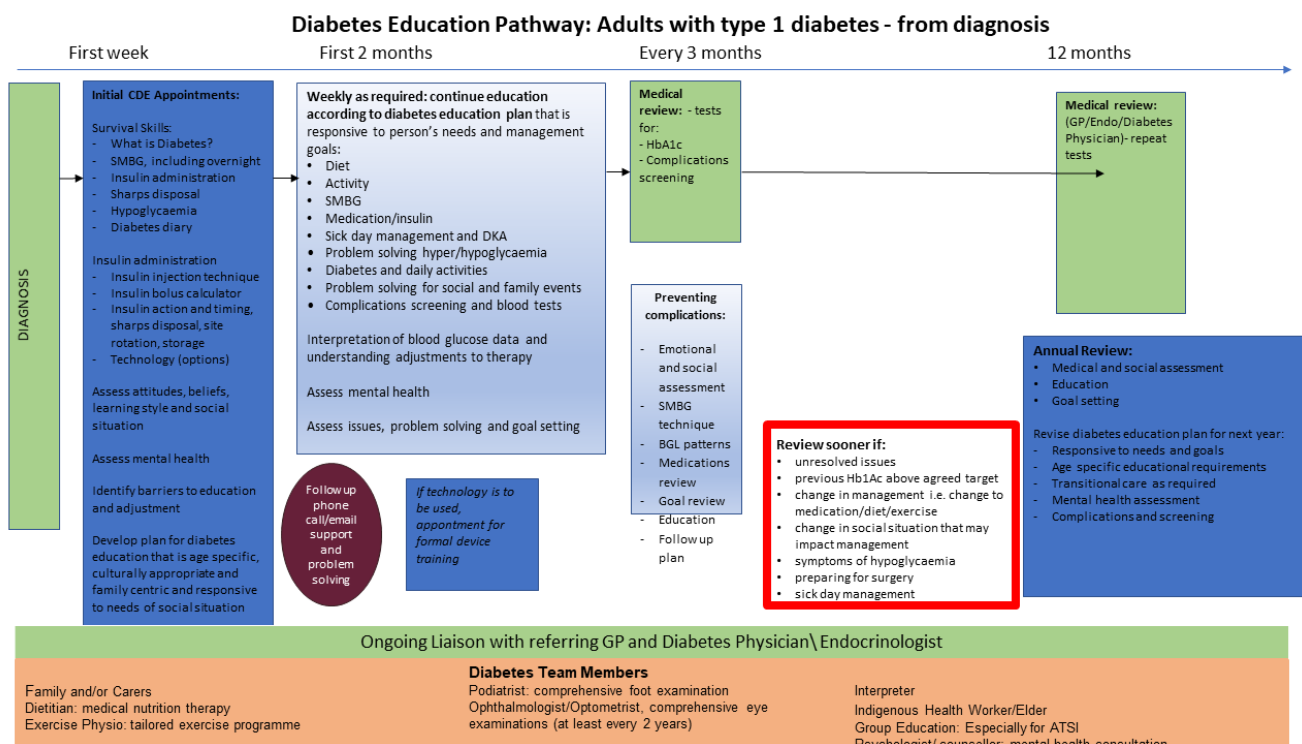 Diabetes Education Pathway: Adults with type 1 diabetes - from diagnosis
First week
First 2 months
Every 3 months
12 months
DIAGNOSIS
Initial CDE Appointments:
Survival Skills:
- What is Diabetes?
- SMBG, including overnight
- Insulin administration
- Sharps disposal
- Hypoglycaemia
- Diabetes diary
Insulin administration
- Insulin injection technique
- Insulin bolus calculator
- Insulin action and timing,
sharps disposal, site
rotation, storage
- Technology (options)
Assess attitudes, beliefs,
learning style and social
situation
Assess mental health
Identify barriers to education
and adjustment
Develop plan for diabetes
education that is age specific,
culturally appropriate and
family centric and responsive
to needs of social situation
Weekly as required: continue education
according to diabetes education plan that is
responsive to person's needs and management
goals:
• Diet
• Activity
• SMBG
• Medication/insulin
• Sick day management and DKA
• Problem solving hyper/hypoglycaemia
• Diabetes and daily activities
• Problem solving for social and family events
• Complications screening and blood tests
Interpretation of blood glucose data and
understanding adjustments to therapy
Assess mental health
Assess issues, problem solving and goal setting
Follow up
phone
call/email
support
and
problem
solving
If technology is to
be used,
appontment for
formal device
training
Medical
review: - tests
for:
- HbA1c
- Complications
screening
Preventing
complications:
- Emotional
and social
assessment
- SMBG
technique
- BGL patterns
- Medications
review
- Goal review
- Education
- Follow up
plan
Review sooner if:
• unresolved issues
• previous Hb1Ac above agreed target
• change in management i.e. change to
medication/diet/exercise
• change in social situation that may
impact management
• symptoms of hypoglycaemia
• preparing for surgery
• sick day management
Medical review:
(GP/Endo/Diabetes
Physician)- repeat
tests
Annual Review:
• Medical and social assessment
• Education
• Goal setting
Revise diabetes education plan for next year:
- Responsive to needs and goals
- Age specific educational requirements
- Transitional care as required
- Mental health assessment
- Complications and screening
Ongoing Liaison with referring GP and Diabetes Physician\ Endocrinologist
Diabetes Team Members
Family and/or Carers
Dietitian: medical nutrition therapy
Exercise Physio: tailored exercise programme
Podiatrist: comprehensive foot examination
Ophthalmologist/Optometrist, comprehensive eye
examinations (at least every 2 years)
Interpreter
Indigenous Health Worker/Elder
Group Education: Especially for ATSI
Psychologist/ counsellor: mental health consultation